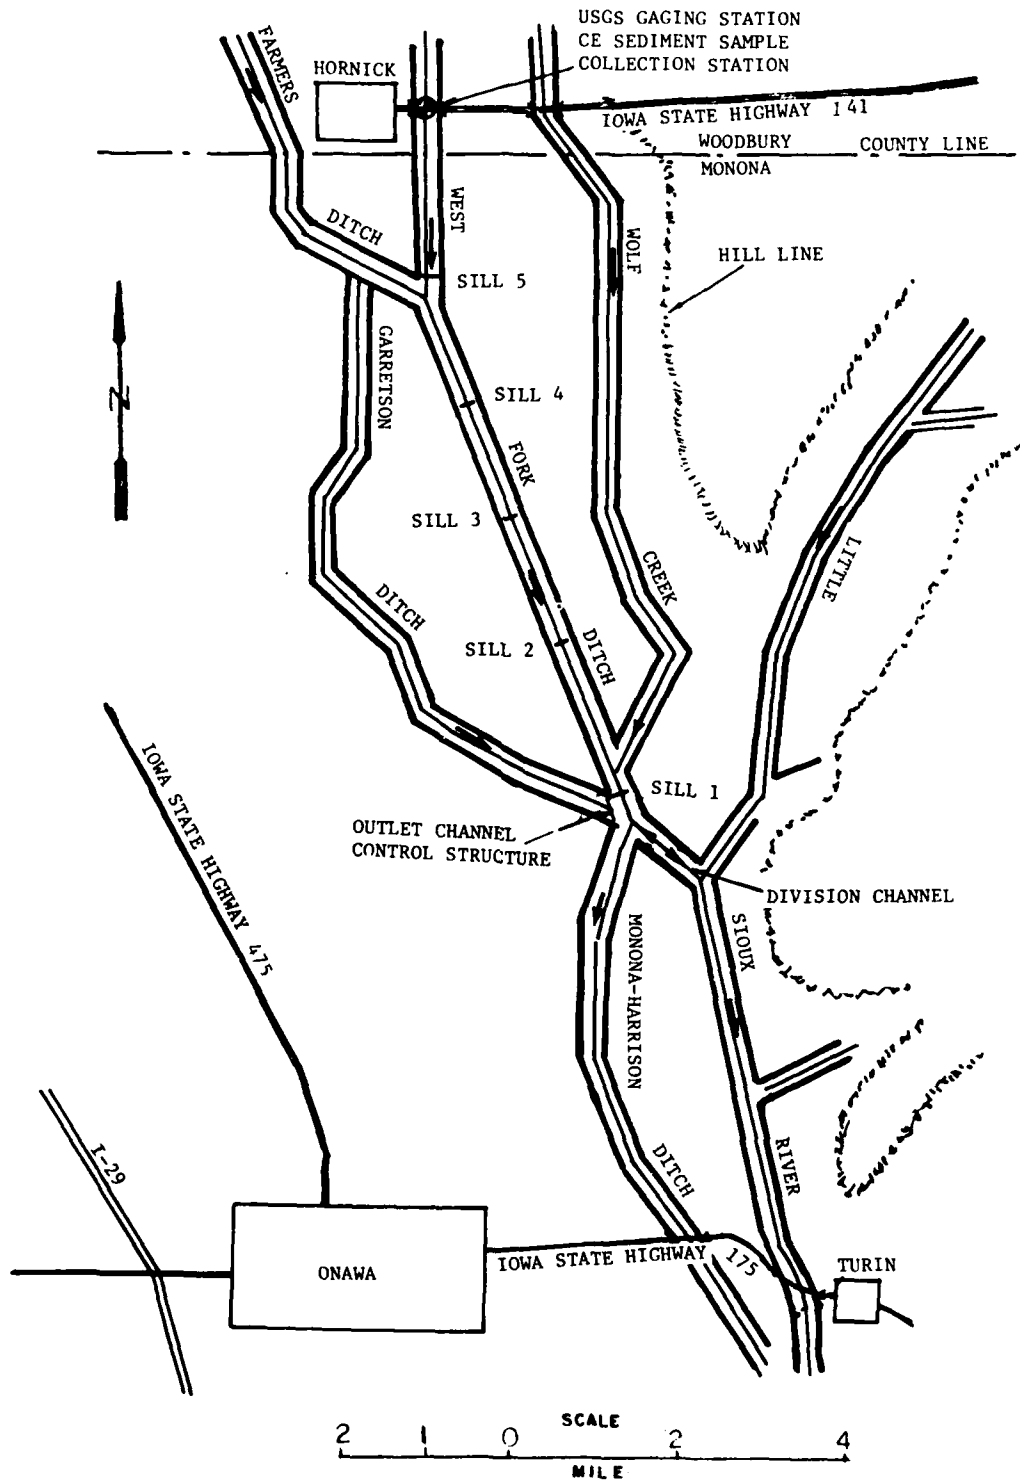 USGS GAGING STATION
CE SEDIMENT SAMPLE
COLLECTION STATION
FARMERS
HORNICK
IOWA STATE HIGHWAY 141
WOODBURY
COUNTY LINE
MONONA
DITCH
WEST
WOLF
HILL LINE
SILL 5
GARRETSON
N
SILL 4
FORK
SILL 3
LITTLE
CREEK
DITCH
SILL 2
DITCH
IOWA STATE HIGHWAY 475
SILL 1
OUTLET CHANNEL
CONTROL STRUCTURE
DIVISION CHANNEL
SIOUX
MONONA-HARRISON
I-29
DITCH
RIVER
IOWA STATE HIGHWAY 175
TURIN
ONAWA
SCALE
2 1 0 2 4
MILE